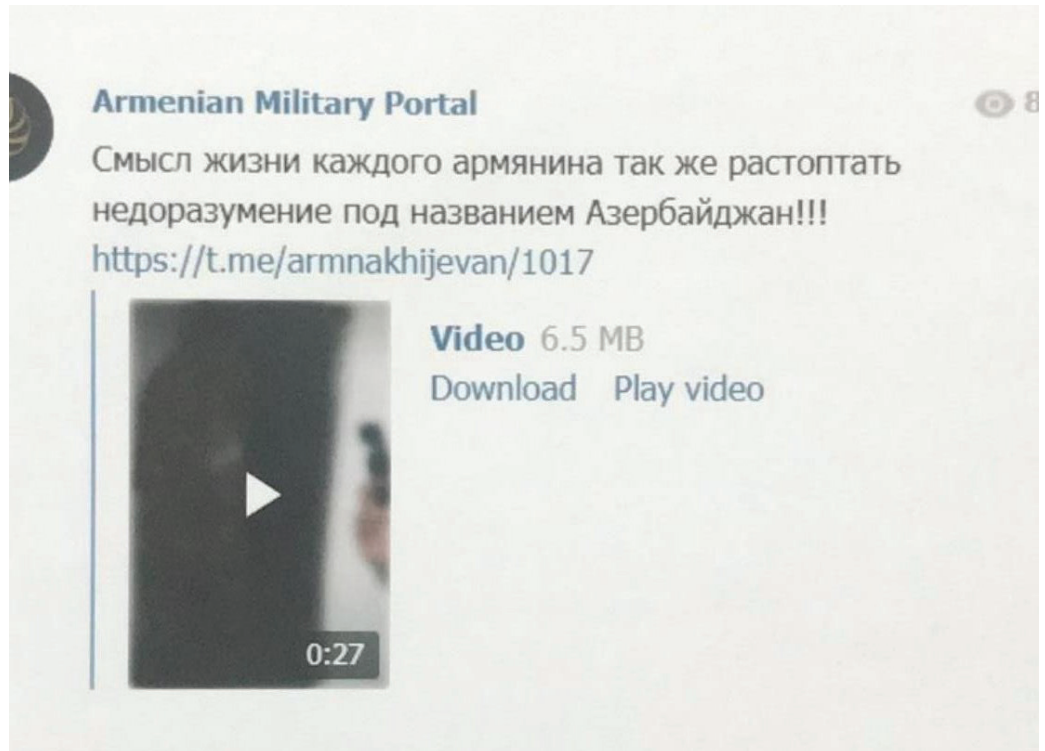 Armenian Military Portal
8
Смысл жизни каждого армянина так же растоптать
недоразумение под названием Азербайджан!!!
https://t.me/armnakhijevan/1017
Video 6.5 MB
Download Play video
0:27